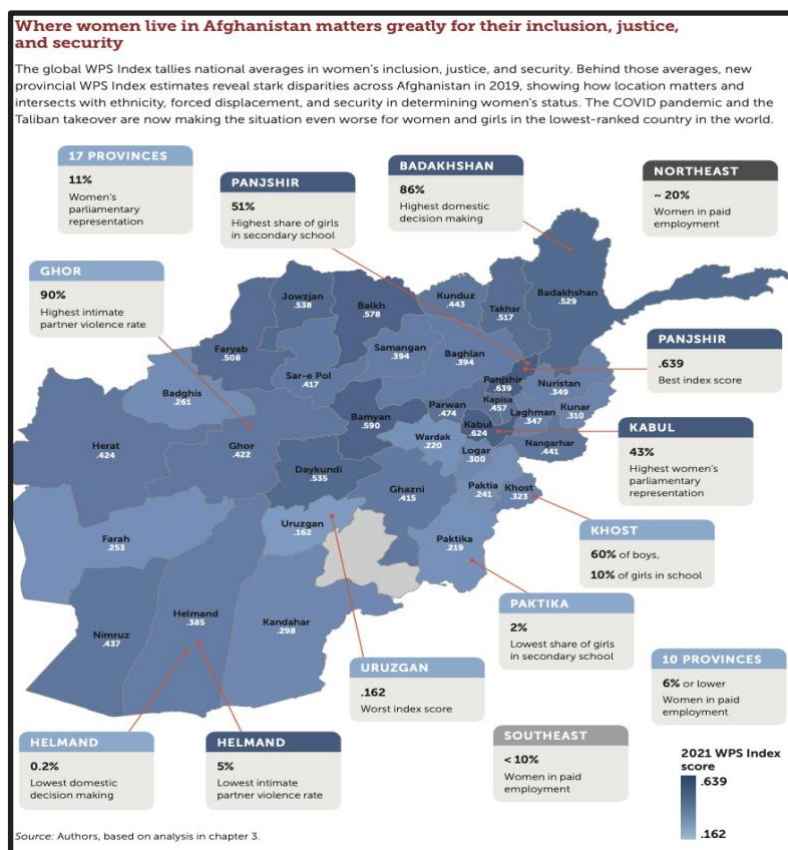 Where women live in Afghanistan matters greatly for their inclusion, justice,
and security
The global WPS Index tallies national averages in women's inclusion, justice, and security. Behind those averages, new
provincial WPS Index estimates reveal stark disparities across Afghanistan in 2019, showing how location matters and
intersects with ethnicity, forced displacement, and security in determining women's status. The COVID pandemic and the
Taliban takeover are now making the situation even worse for women and girls in the lowest-ranked country in the world.
17 PROVINCES
11%
Women's
parliamentary
representation
PANJSHIR
51%
Highest share of girls
in secondary school
BADAKHSHAN
86%
Highest domestic
decision making
NORTHEAST
~ 20%
Women in paid
employment
GHOR
90%
Highest intimate
partner violence rate
Jowzjan
.538
Balkh
.578
Kunduz
.443
Takhar
.517
Badakhshan
.529
Faryab
.508
Samangan
.394
Baghlan
.394
Sar-e Pol
.417
Badghis
.261
Panjshir
.639
Nuristan
.349
Kapisa
.457
Kunar
.310
Laghman
.347
Parwan
.474
Bamyan
.590
Kabul
.624
Wardak
.220
Nangarhar
.441
Logar
.300
Herat
.424
Ghor
.422
Daykundi
.535
Ghazni
.415
Paktia
.241
Khost
.323
Uruzgan
.162
Farah
.253
Paktika
.219
Nimruz
.437
Helmand
.385
Kandahar
.298
PANJSHIR
.639
Best index score
KABUL
43%
Highest women's
parliamentary
representation
KHOST
60% of boys,
10% of girls in school
PAKTIKA
2%
Lowest share of girls
in secondary school
URUZGAN
.162
Worst index score
10 PROVINCES
6% or lower
Women in paid
employment
HELMAND
0.2%
Lowest domestic
decision making
HELMAND
5%
Lowest intimate
partner violence rate
SOUTHEAST
< 10%
Women in paid
employment
2021 WPS Index
score
.639
.162
Source: Authors, based on analysis in chapter 3.